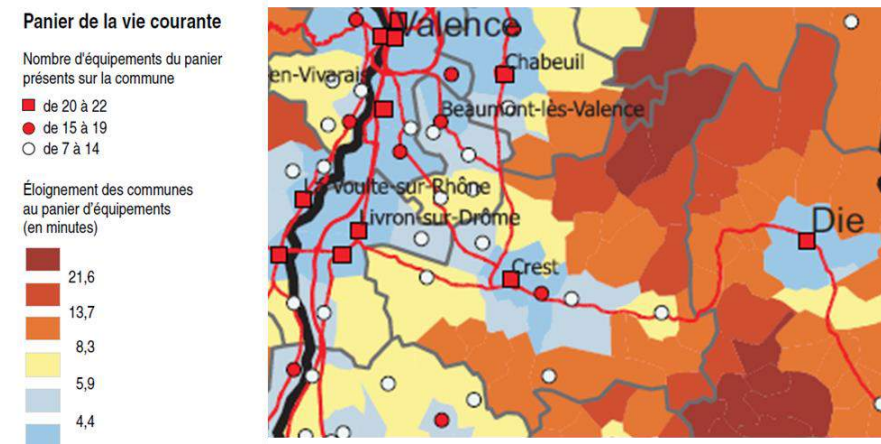 Panier de la vie courante
Nombre d'équipements du panier
présents sur la commune
de 20 à 22
de 15 à 19
de 7 à 14
Éloignement des communes
au panier d'équipements
(en minutes)
21,6
13,7
8,3
5,9
4,4
Valence
Chabeuil
en-Vivarais
Beaumont-lès-Valence
La Voulte-sur-Rhône
Livron-sur-Drôme
Die
Crest